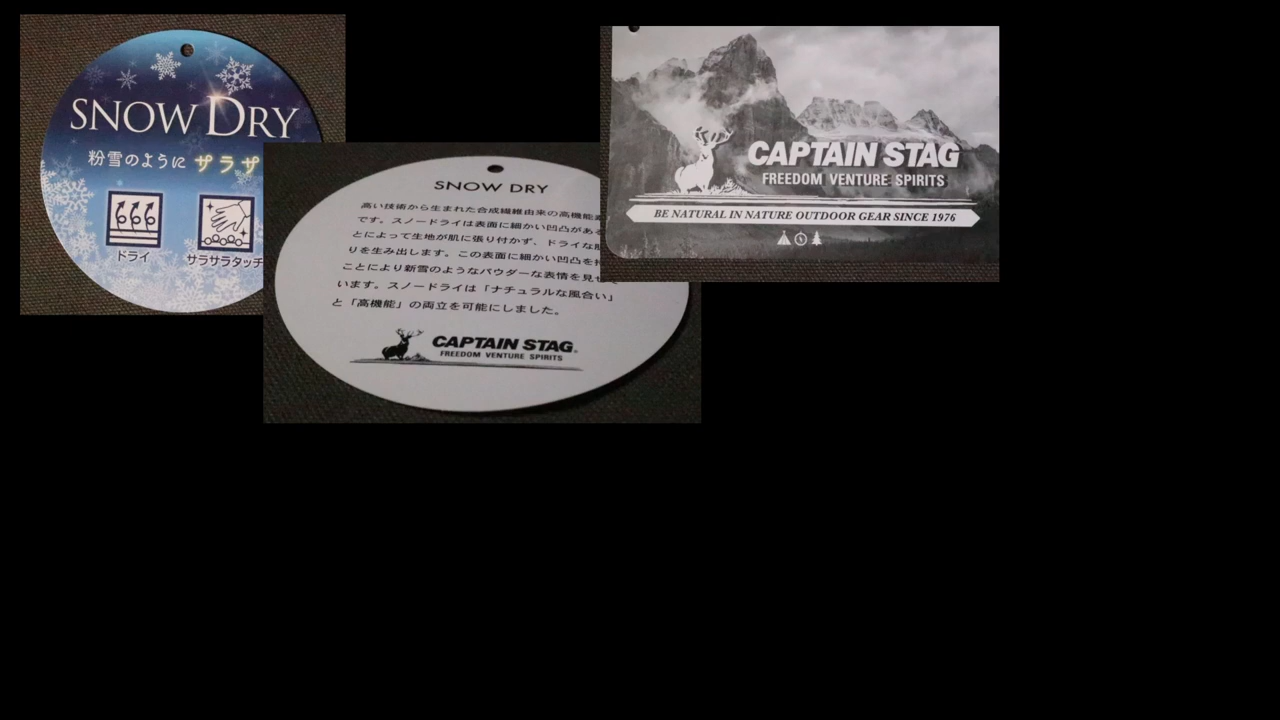 SNOW DRY
粉雪のように サラサ
ドライ
サラサラタッチ
SNOW DRY
高い技術から生まれた合成繊維由来の高機能
です。スノードライは表面に細かい凹凸がある
とによって生地が肌に張り付かず、ドライな
りを生み出します。この表面に細かい凹凸を
ことにより新雪のようなパウダーな表情を見せて
います。スノードライは「ナチュラルな風合い」
と「高機能」の両立を可能にしました。
CAPTAIN STAG®
FREEDOM VENTURE SPIRITS
CAPTAIN STAG
FREEDOM VENTURE SPIRITS
BE NATURAL IN NATURE OUTDOOR GEAR SINCE 1976